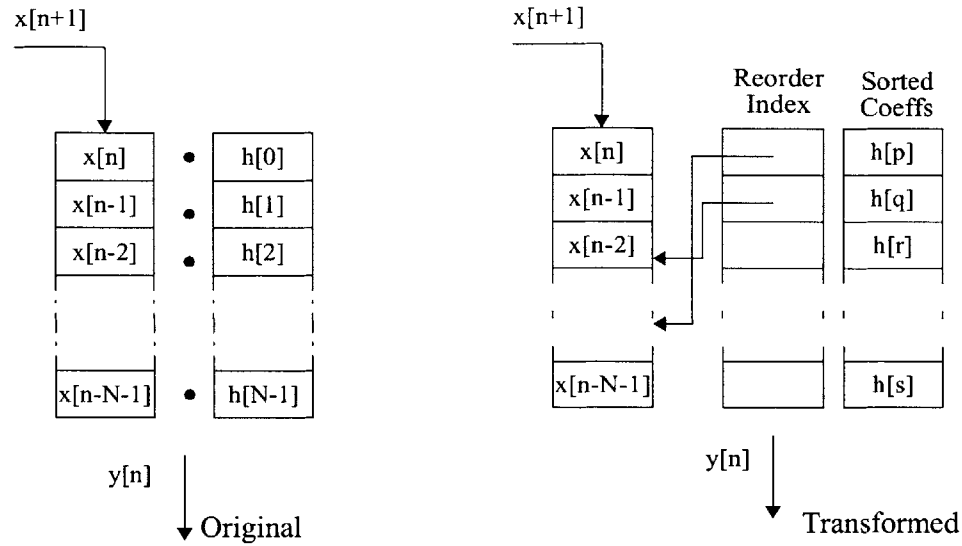 x[n+1]
x[n] h[0]
x[n-1] h[1]
x[n-2] h[2]
x[n-N-1] h[N-1]
y[n]
Original
x[n+1]
Reorder
Index
Sorted
Coeffs
x[n] h[p]
x[n-1] h[q]
x[n-2] h[r]
x[n-N-1] h[s]
y[n]
Transformed